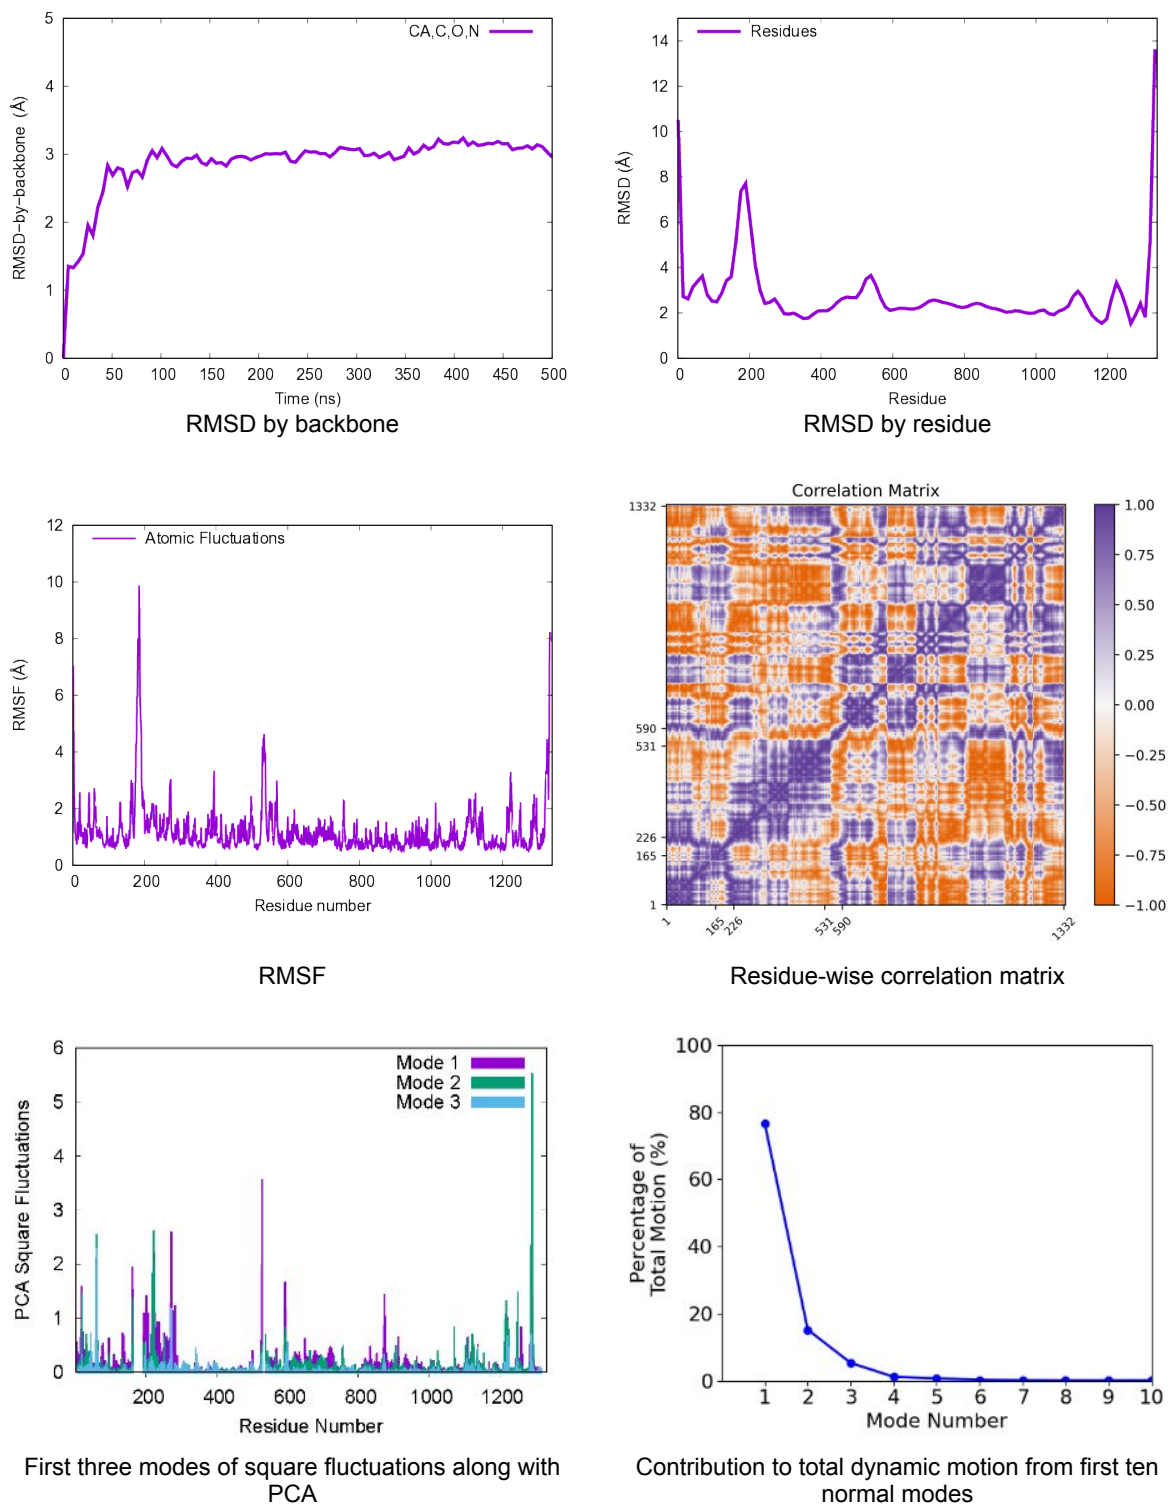 CA,C,O,N
5
4
3
2
1
0
RMSD-by-backbone (Å)
0 50 100 150 200 250 300 350 400 450 500
Time (ns)
RMSD by backbone
Residues
14
12
10
8
6
4
2
0
RMSD (Å)
0 200 400 600 800 1000 1200
Residue
RMSD by residue
Atomic Fluctuations
12
10
8
6
4
2
0
RMSF (Å)
0 200 400 600 800 1000 1200
Residue number
RMSF
Correlation Matrix
1332
590
531
226
165
1
1 165 226 531 590 1332
1.00
0.75
0.50
0.25
0.00
−0.25
−0.50
−0.75
−1.00
Residue-wise correlation matrix
Mode 1
Mode 2
Mode 3
6
5
4
3
2
1
0
PCA Square Fluctuations
200 400 600 800 1000 1200
Residue Number
First three modes of square fluctuations along with
PCA
100
80
60
40
20
0
Percentage of
Total Motion (%)
1 2 3 4 5 6 7 8 9 10
Mode Number
Contribution to total dynamic motion from first ten
normal modes